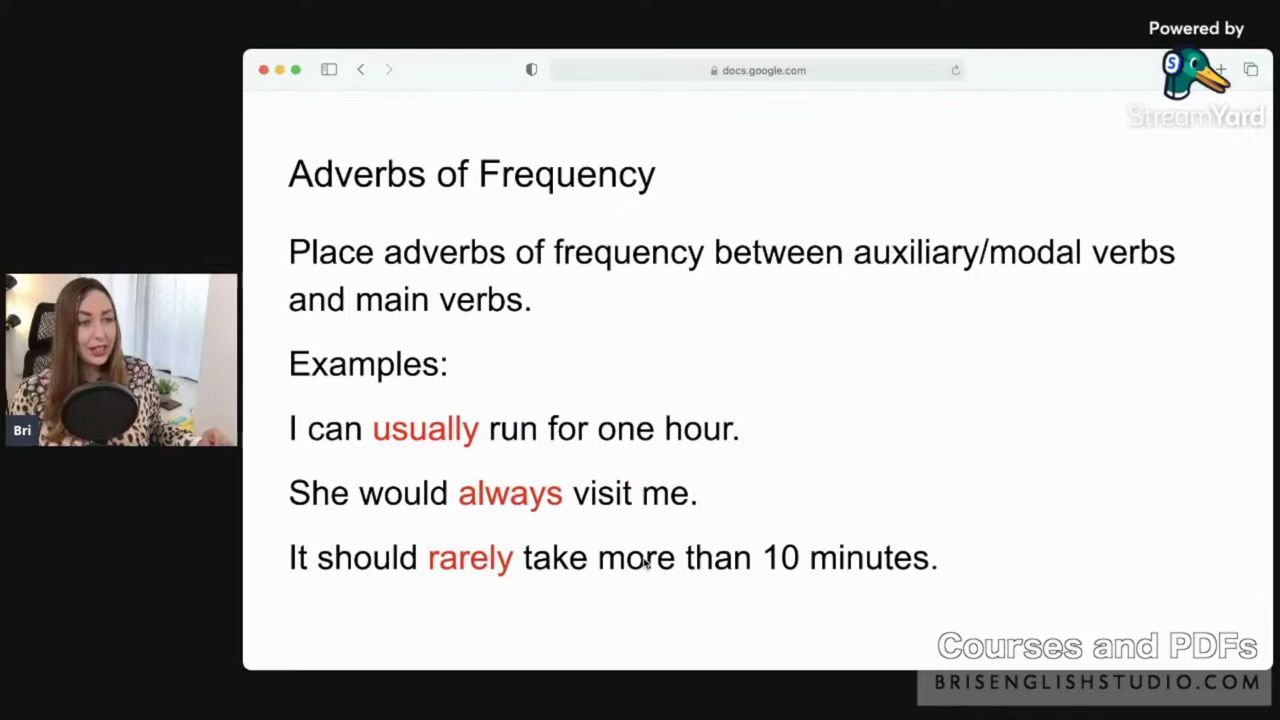 Powered by
StreamYard
docs.google.com
Adverbs of Frequency
Place adverbs of frequency between auxiliary/modal verbs
and main verbs.
Examples:
I can usually run for one hour.
She would always visit me.
It should rarely take more than 10 minutes.
Bri
Courses and PDFs
BRISENGLISHSTUDIO.COM